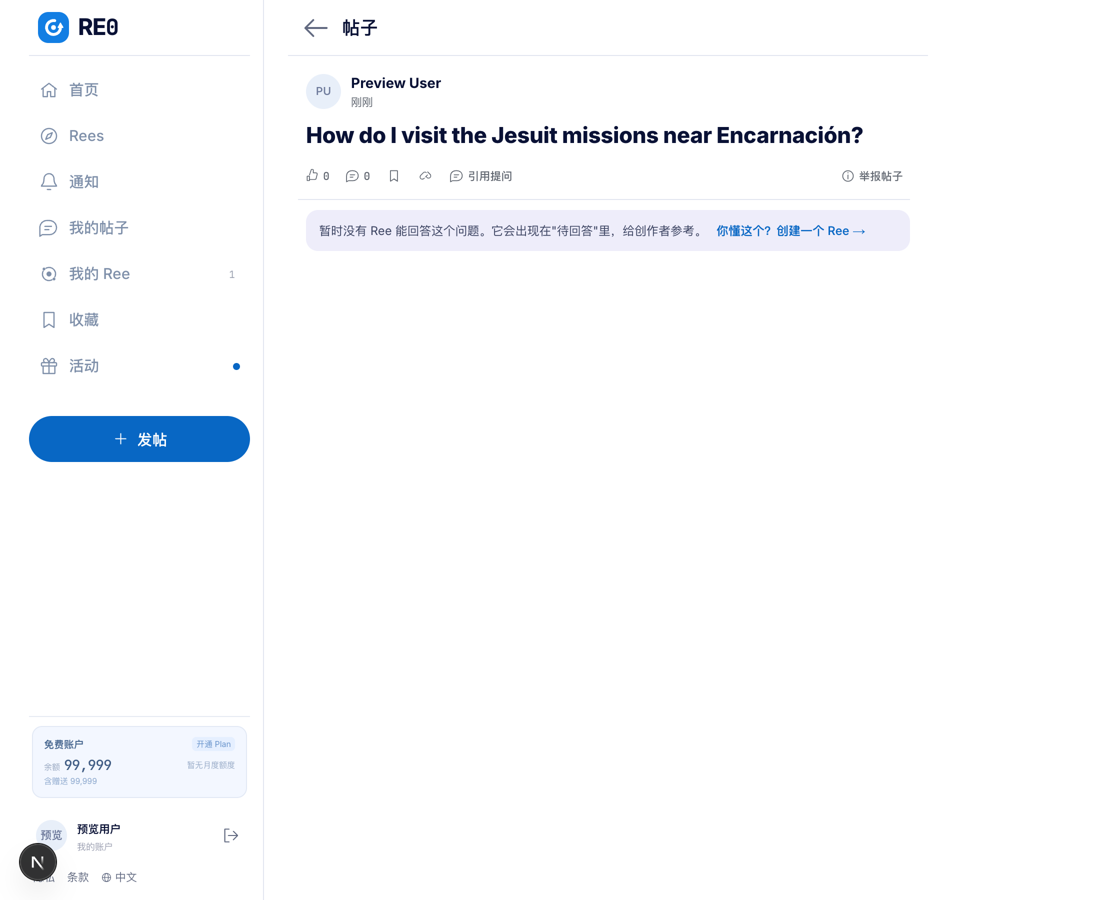 RE0
首页
Rees
通知
我的帖子
我的 Ree 1
收藏
活动
发帖
免费账户 开通 Plan
余额 99,999 暂无月度额度
含赠送 99,999
预览 预览用户
我的账户
N
条款 中文
帖子
PU Preview User
刚刚
How do I visit the Jesuit missions near Encarnación?
0 0 引用提问 举报帖子
暂时没有 Ree 能回答这个问题。它会出现在"待回答"里，给创作者参考。 你懂这个？创建一个 Ree →